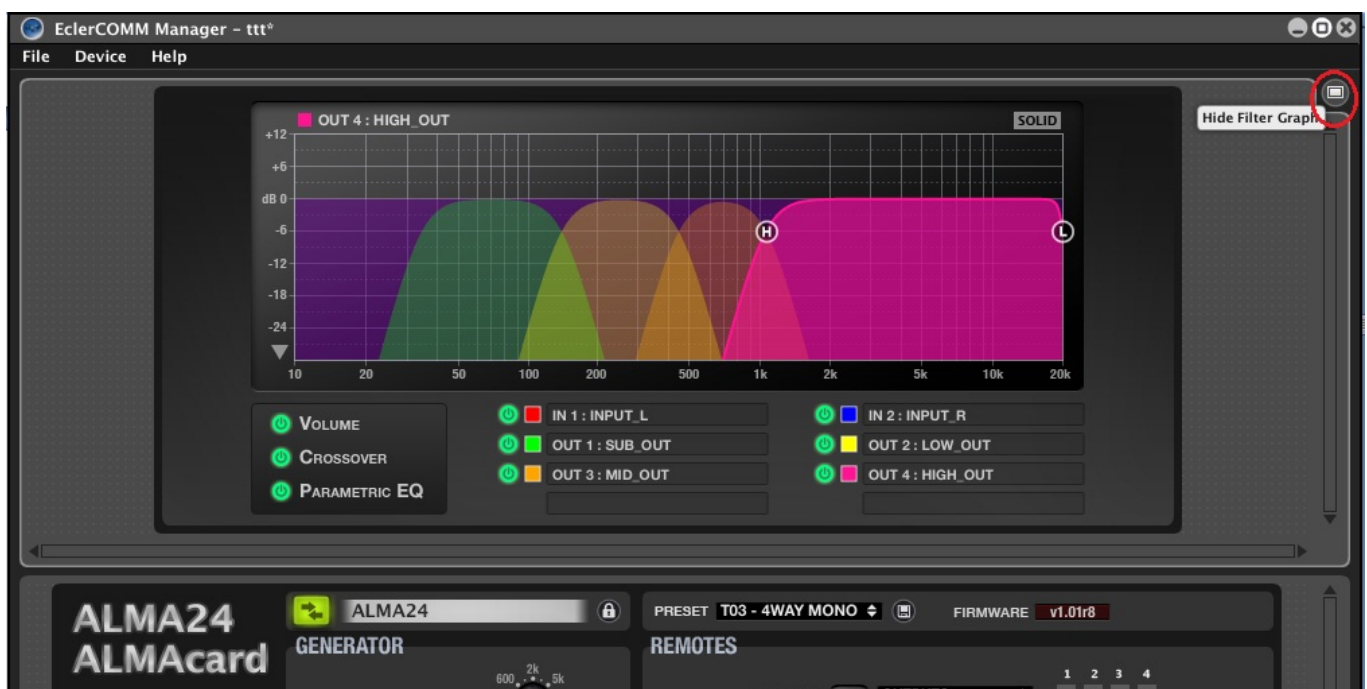 EclerCOMM Manager – ttt*
File Device Help
OUT 4 : HIGH_OUT
SOLID
Hide Filter Graph
+12
+6
dB 0
-6
-12
-18
-24
H
L
10 20 50 100 200 500 1k 2k 5k 10k 20k
VOLUME
CROSSOVER
PARAMETRIC EQ
IN 1 : INPUT_L
IN 2 : INPUT_R
OUT 1 : SUB_OUT
OUT 2 : LOW_OUT
OUT 3 : MID_OUT
OUT 4 : HIGH_OUT
ALMA24
ALMAcard
ALMA24
PRESET T03 - 4WAY MONO
FIRMWARE v1.01r8
GENERATOR
600 2k 5k
REMOTES
1 2 3 4